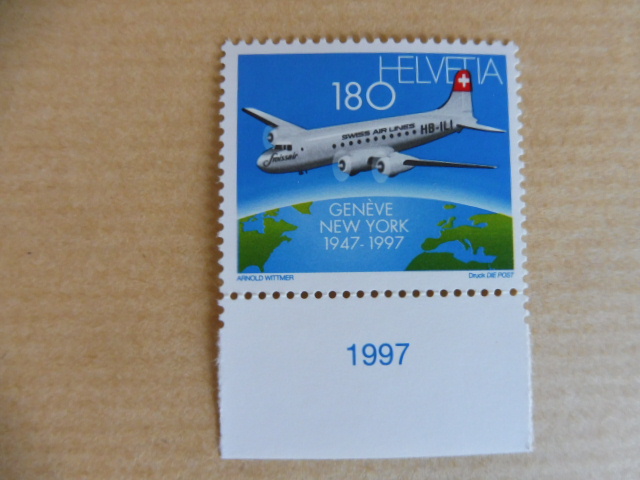 HELVETIA
180
SWISS AIR LINES
HB-ILI
Swissair
GENÈVE
NEW YORK
1947-1997
ARNOLD WITTMER
Druck DIE POST
1997